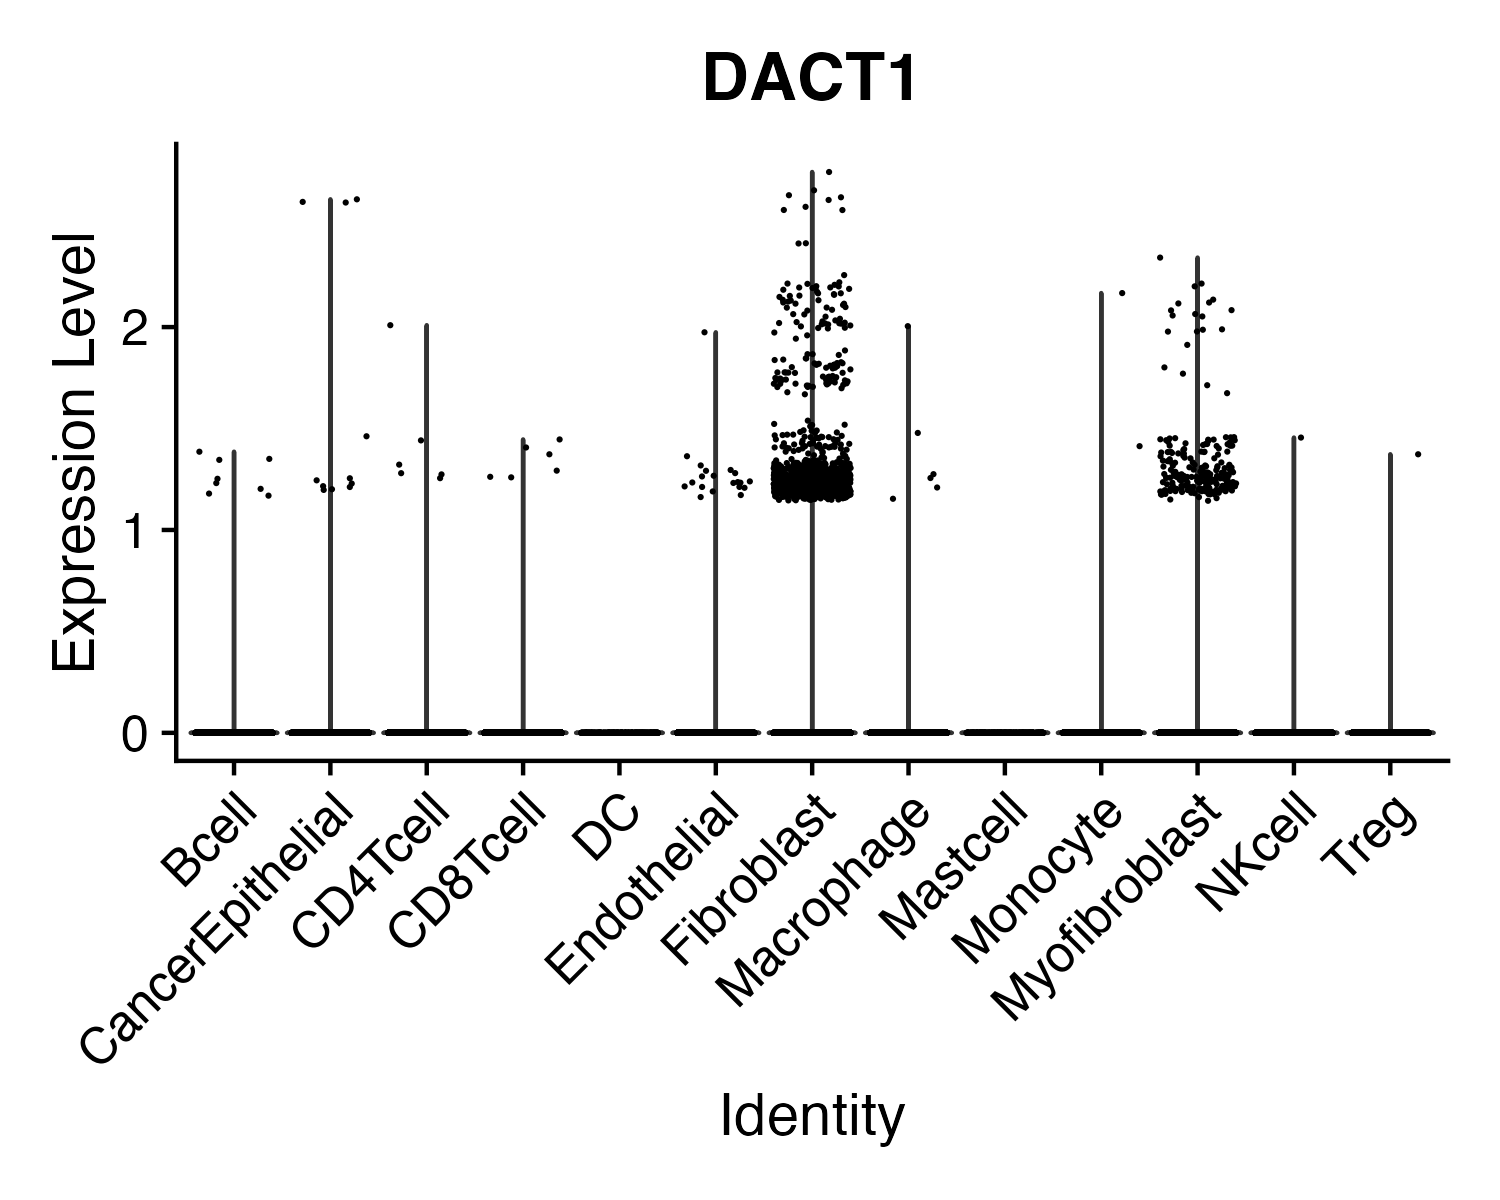 DACT1
Expression Level
2
1
0
Bcell
CancerEpithelial
CD4Tcell
CD8Tcell
DC
Endothelial
Fibroblast
Macrophage
Mastcell
Monocyte
Myofibroblast
NKcell
Treg
Identity